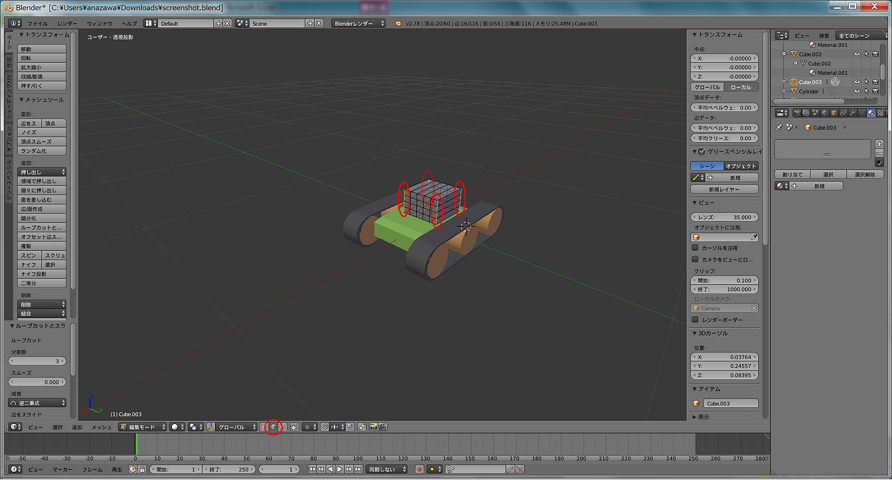 Blender* [C:¥Users¥anazawa¥Downloads¥screenshot.blend]
ファイル レンダー ウィンドウ ヘルプ Default Scene Blenderレンダー v2.78 | 頂点:20/60 | 辺:16/116 | 面:0/58 | 三角面:116 | メモリ:25.48M | Cube.003
トランスフォーム
移動
回転
拡大縮小
収縮/膨張
押す/引く
メッシュツール
変形:
辺をス 頂点
ノイズ
頂点スムーズ
ランダム化
追加:
押し出し
領域で押し出し
個々に押し出し
面を差し込む
辺/面作成
細分化
ループカットと...
オフセット辺ス...
複製
スピン スクリュ
ナイフ 選択
ナイフ投影
二等分
削除:
削除
結合
ループカットとスラ
ループカット
分割数
3
スムーズ
0.000
減衰
逆二乗式
辺をスライド
ユーザー・透視投影
(1) Cube.003
ビュー 選択 追加 メッシュ 編集モード グローバル
トランスフォーム
中点:
X: -0.00000
Y: -0.00000
Z: -0.00000
グローバル ローカル
頂点データ:
平均ベベルウェ: 0.00
辺データ:
平均ベベルウェ: 0.00
平均クリース: 0.00
グリースペンシルレイ
シーン オブジェクト
新規
新規レイヤー
ビュー
レンズ: 35.000
オブジェクトに注視:
カーソルを注視
カメラをビューにロ...
クリップ:
開始: 0.100
終了: 1000.000
ローカルカメラ:
Camera
レンダーボーダー
3Dカーソル
位置:
X: 0.03764
Y: 0.24557
Z: 0.08395
アイテム
Cube.003
表示
ビュー 検索 全てのシーン
Material.001
Cube.002
Cube.002
Material.001
Cube.003
Cylinder
Cube.003
割り当て 選択 選択解除
新規
-50 -40 -30 -20 -10 0 10 20 30 40 50 60 70 80 90 100 110 120 130 140 150 160 170 180 190 200 210 220 230 240 250 260 270 280
ビュー マーカー フレーム 再生 開始: 1 終了: 250 1 同期しない